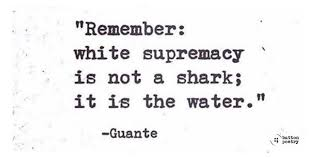 "Remember:
white supremacy
is not a shark;
it is the water."
-Guante
button
poetry